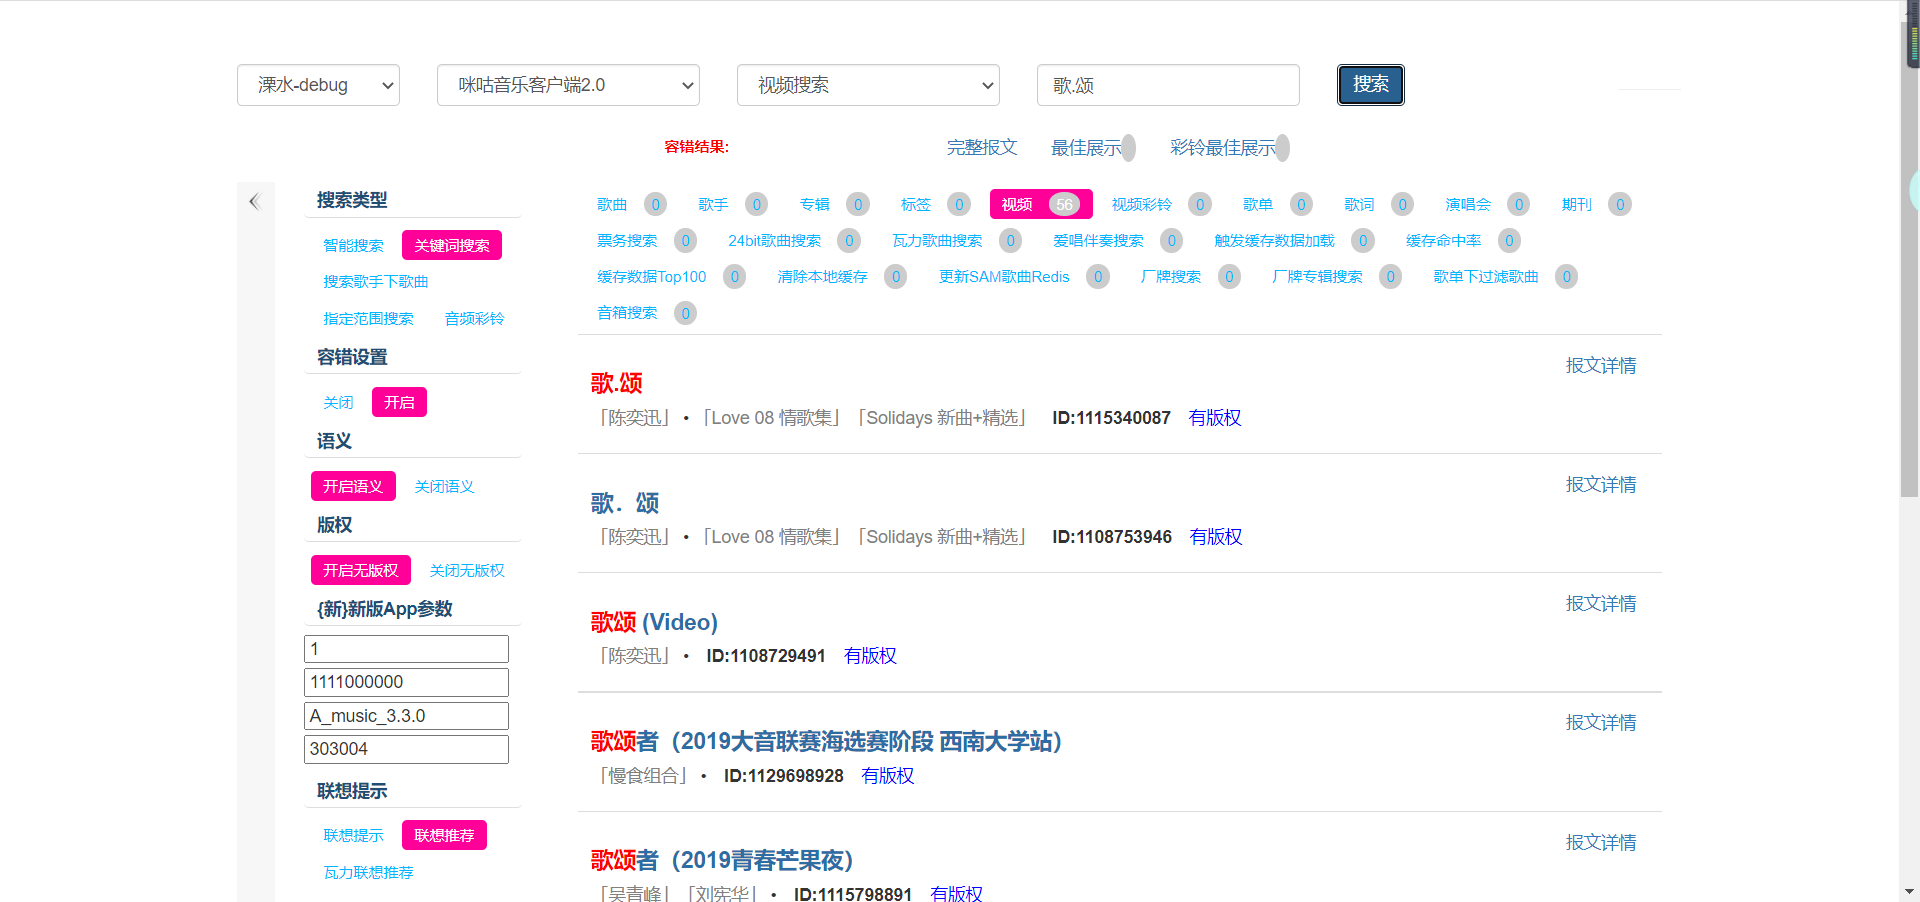 溧水-debug 咪咕音乐客户端2.0 视频搜索 歌.颂 搜索
容错结果: 完整报文 最佳展示 彩铃最佳展示
搜索类型
智能搜索 关键词搜索
搜索歌手下歌曲
指定范围搜索 音频彩铃
容错设置
关闭 开启
语义
开启语义 关闭语义
版权
开启无版权 关闭无版权
{新}新版App参数
1
1111000000
A_music_3.3.0
303004
联想提示
联想提示 联想推荐
瓦力联想推荐
歌曲 0 歌手 0 专辑 0 标签 0 视频 56 视频彩铃 0 歌单 0 歌词 0 演唱会 0 期刊 0
票务搜索 0 24bit歌曲搜索 0 瓦力歌曲搜索 0 爱唱伴奏搜索 0 触发缓存数据加载 0 缓存命中率 0
缓存数据Top100 0 清除本地缓存 0 更新SAM歌曲Redis 0 厂牌搜索 0 厂牌专辑搜索 0 歌单下过滤歌曲 0
音箱搜索 0
报文详情
歌.颂
「陈奕迅」 • 「Love 08 情歌集」「Solidays 新曲+精选」 ID:1115340087 有版权
报文详情
歌．颂
「陈奕迅」 • 「Love 08 情歌集」「Solidays 新曲+精选」 ID:1108753946 有版权
报文详情
歌颂 (Video)
「陈奕迅」 • ID:1108729491 有版权
报文详情
歌颂者（2019大音联赛海选赛阶段 西南大学站）
「慢食组合」 • ID:1129698928 有版权
报文详情
歌颂者（2019青春芒果夜）
「吴青峰」「刘宪华」 • ID:1115798891 有版权